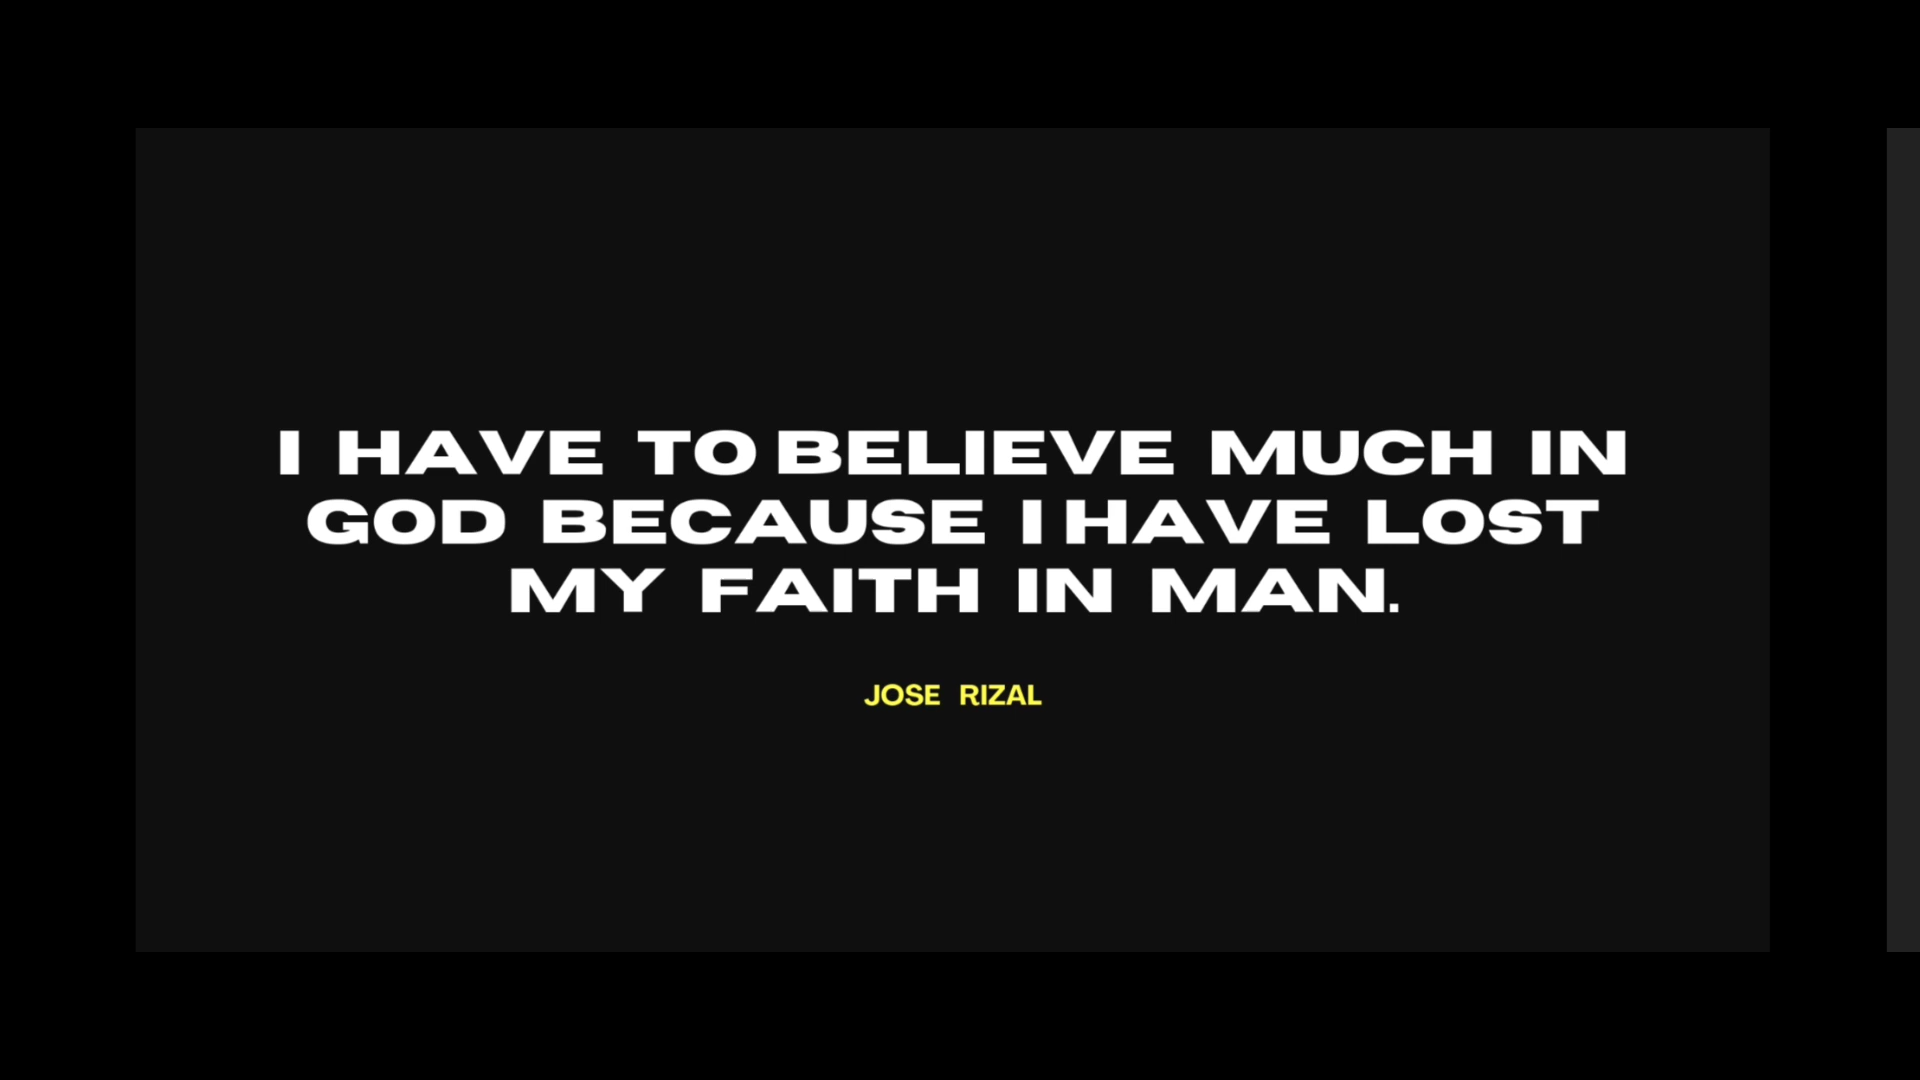 I HAVE TO BELIEVE MUCH IN
GOD BECAUSE I HAVE LOST
MY FAITH IN MAN.
JOSE RIZAL